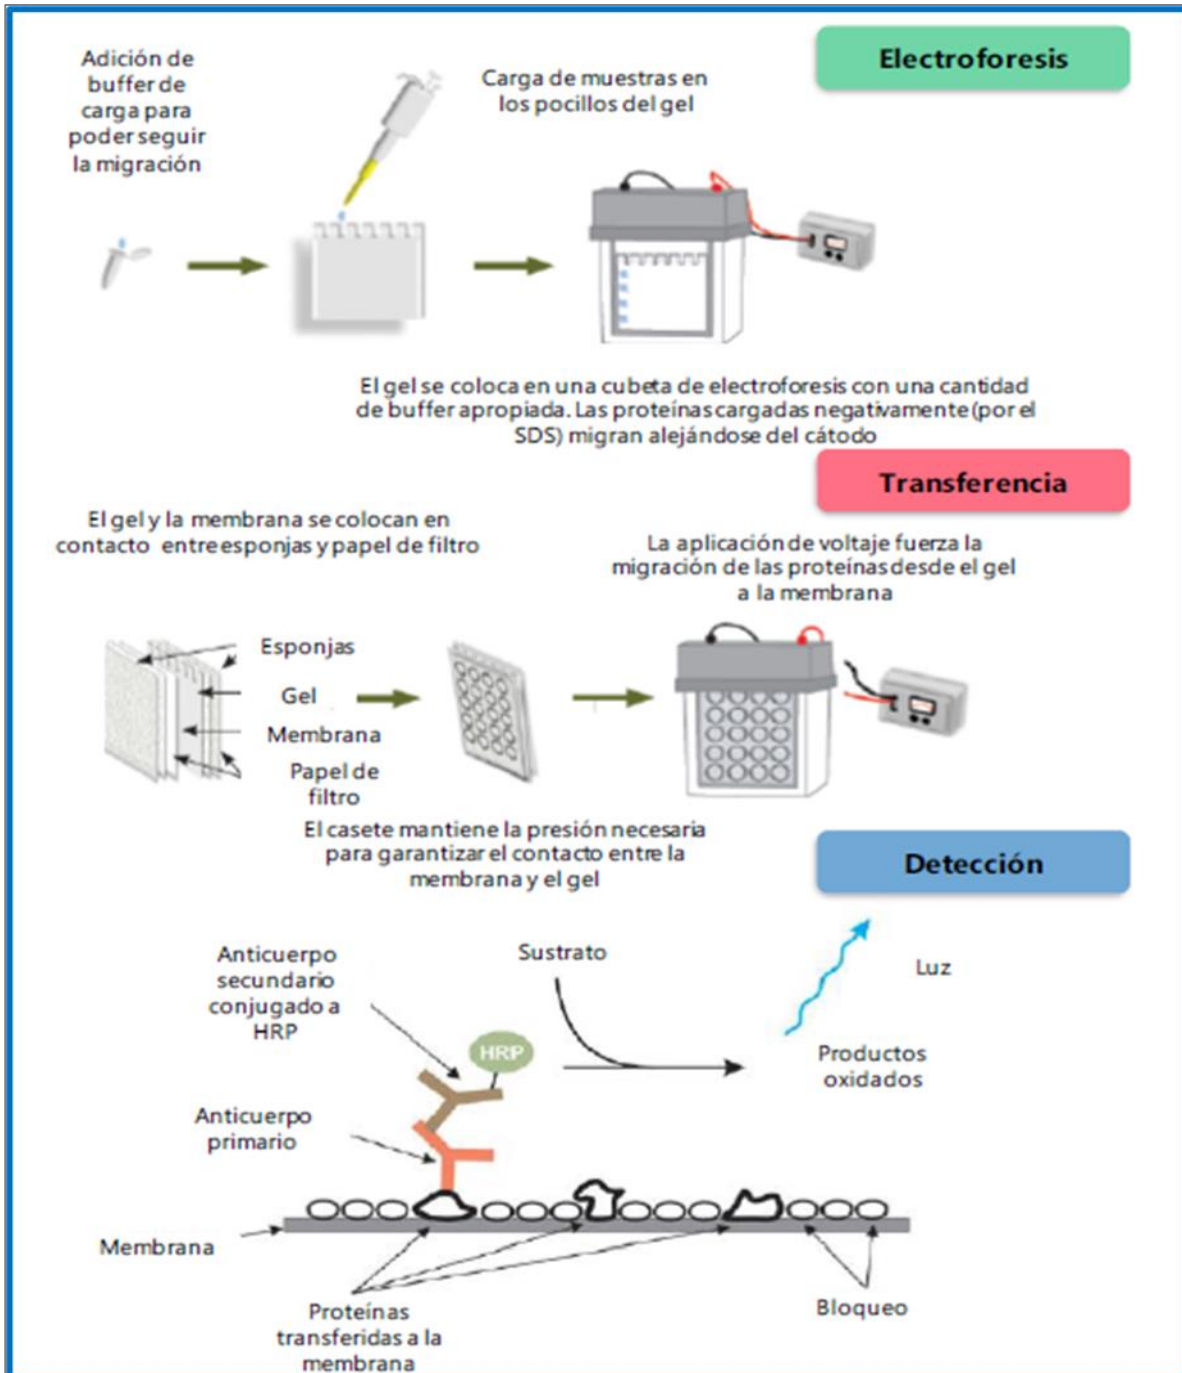 Electroforesis
Adición de
buffer de
carga para
poder seguir
la migración
Carga de muestras en
los pocillos del gel
El gel se coloca en una cubeta de electroforesis con una cantidad
de buffer apropiada. Las proteínas cargadas negativamente (por el
SDS) migran alejándose del cátodo
Transferencia
El gel y la membrana se colocan en
contacto entre esponjas y papel de filtro
La aplicación de voltaje fuerza la
migración de las proteínas desde el gel
a la membrana
Esponjas
Gel
Membrana
Papel de
filtro
El casete mantiene la presión necesaria
para garantizar el contacto entre la
membrana y el gel
Detección
Anticuerpo
secundario
conjugado a
HRP
Sustrato
Luz
HRP
Productos
oxidados
Anticuerpo
primario
Membrana
Proteínas
transferidas a la
membrana
Bloqueo